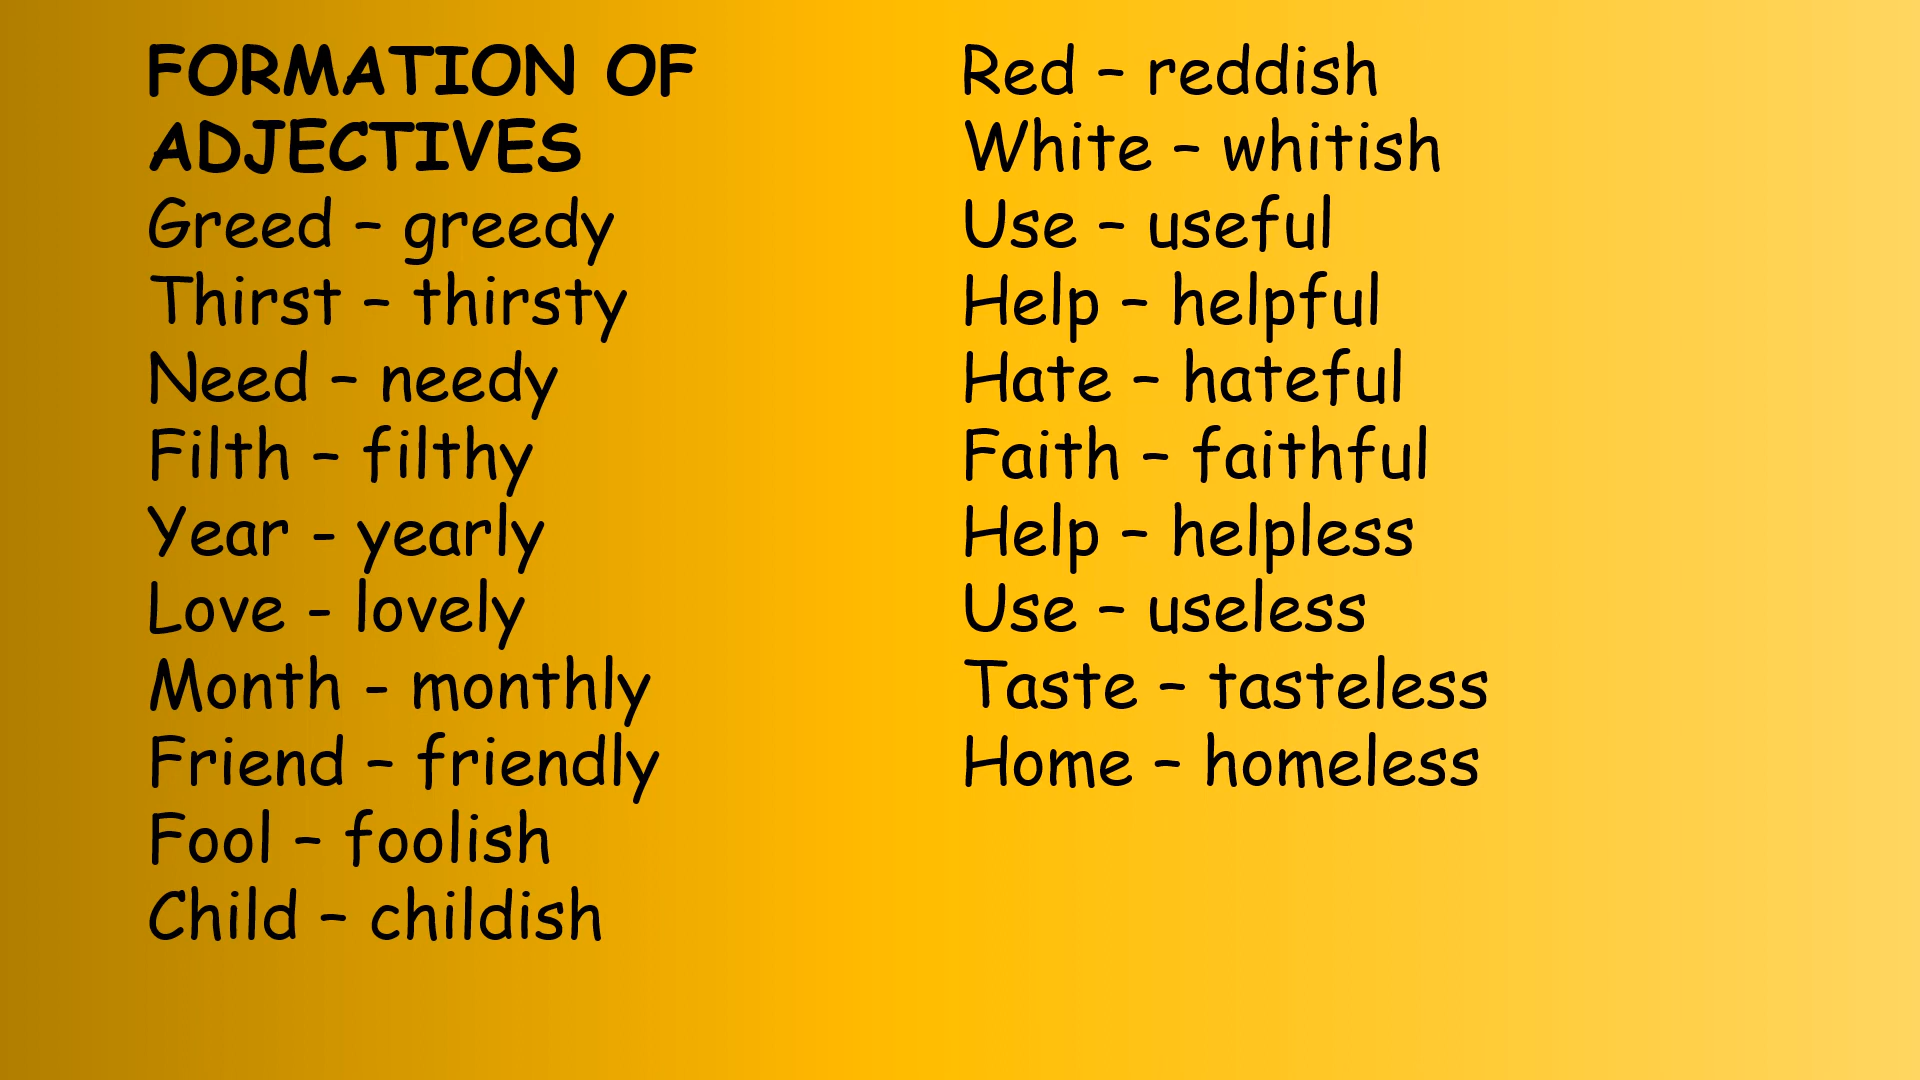 FORMATION OF
ADJECTIVES
Greed – greedy
Thirst – thirsty
Need – needy
Filth – filthy
Year - yearly
Love - lovely
Month - monthly
Friend – friendly
Fool – foolish
Child – childish
Red – reddish
White – whitish
Use – useful
Help – helpful
Hate – hateful
Faith – faithful
Help – helpless
Use – useless
Taste – tasteless
Home – homeless